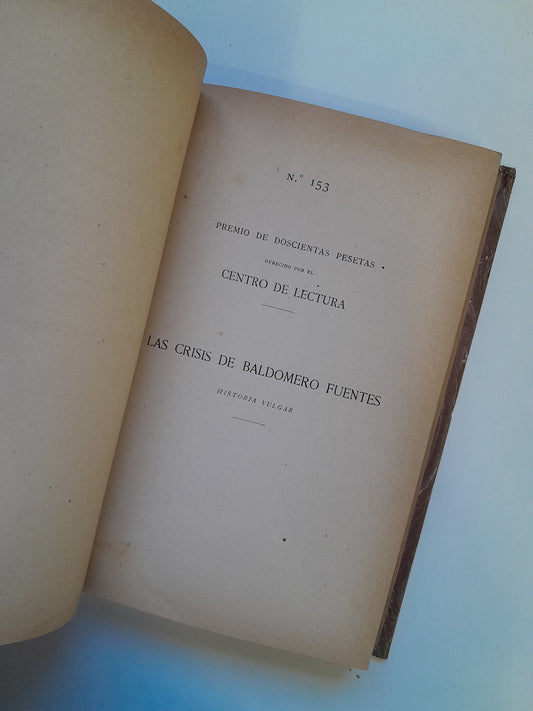 N.º 153
PREMIO DE DOSCIENTAS PESETAS
OFRECIDO POR EL
CENTRO DE LECTURA
LAS CRISIS DE BALDOMERO FUENTES
HISTORIA VULGAR